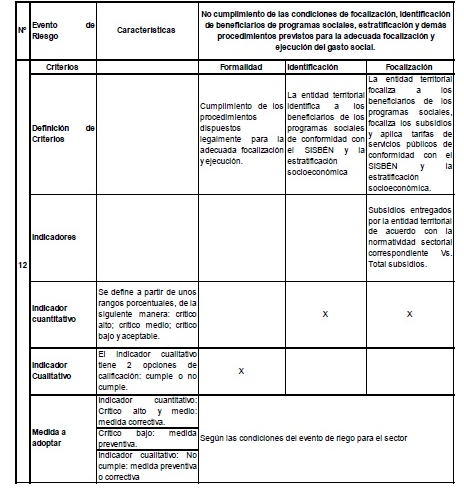 Nº
Evento de
Riesgo
Características
No cumplimiento de las condiciones de focalización, identificación
de beneficiarios de programas sociales, estratificación y demás
procedimientos previstos para la adecuada focalización y
ejecución del gasto social.
12
Criterios
Formalidad
Identificación
Focalización
Definición de
Criterios
Cumplimiento de los
procedimientos
dispuestos
legalmente para la
adecuada focalización
y ejecución.
La entidad territorial
identifica a los
beneficiarios de los
programas sociales
de conformidad con
el SISBÉN y la
estratificación
socioeconómica
La entidad territorial
focaliza a los
beneficiarios de los
programas sociales,
focaliza los subsidios
y aplica tarifas de
servicios públicos de
conformidad con el
SISBÉN y la
estratificación
socioeconómica.
Indicadores
Subsidios entregados
por la entidad territorial
de acuerdo con la
normatividad sectorial
correspondiente Vs.
Total subsidios.
Indicador
cuantitativo
Se define a partir de unos
rangos porcentuales, de la
siguiente manera: crítico
alto; crítico medio; crítico
bajo y aceptable.
X
X
Indicador
Cualitativo
El indicador cualitativo
tiene 2 opciones de
calificación: cumple o no
cumple.
X
Medida a
adoptar
Indicador cuantitativo:
Crítico alto y medio:
medida correctiva.
Crítico bajo: medida
preventiva.
Indicador cualitativo: No
cumple: medida preventiva
o correctiva
Según las condiciones del evento de riego para el sector